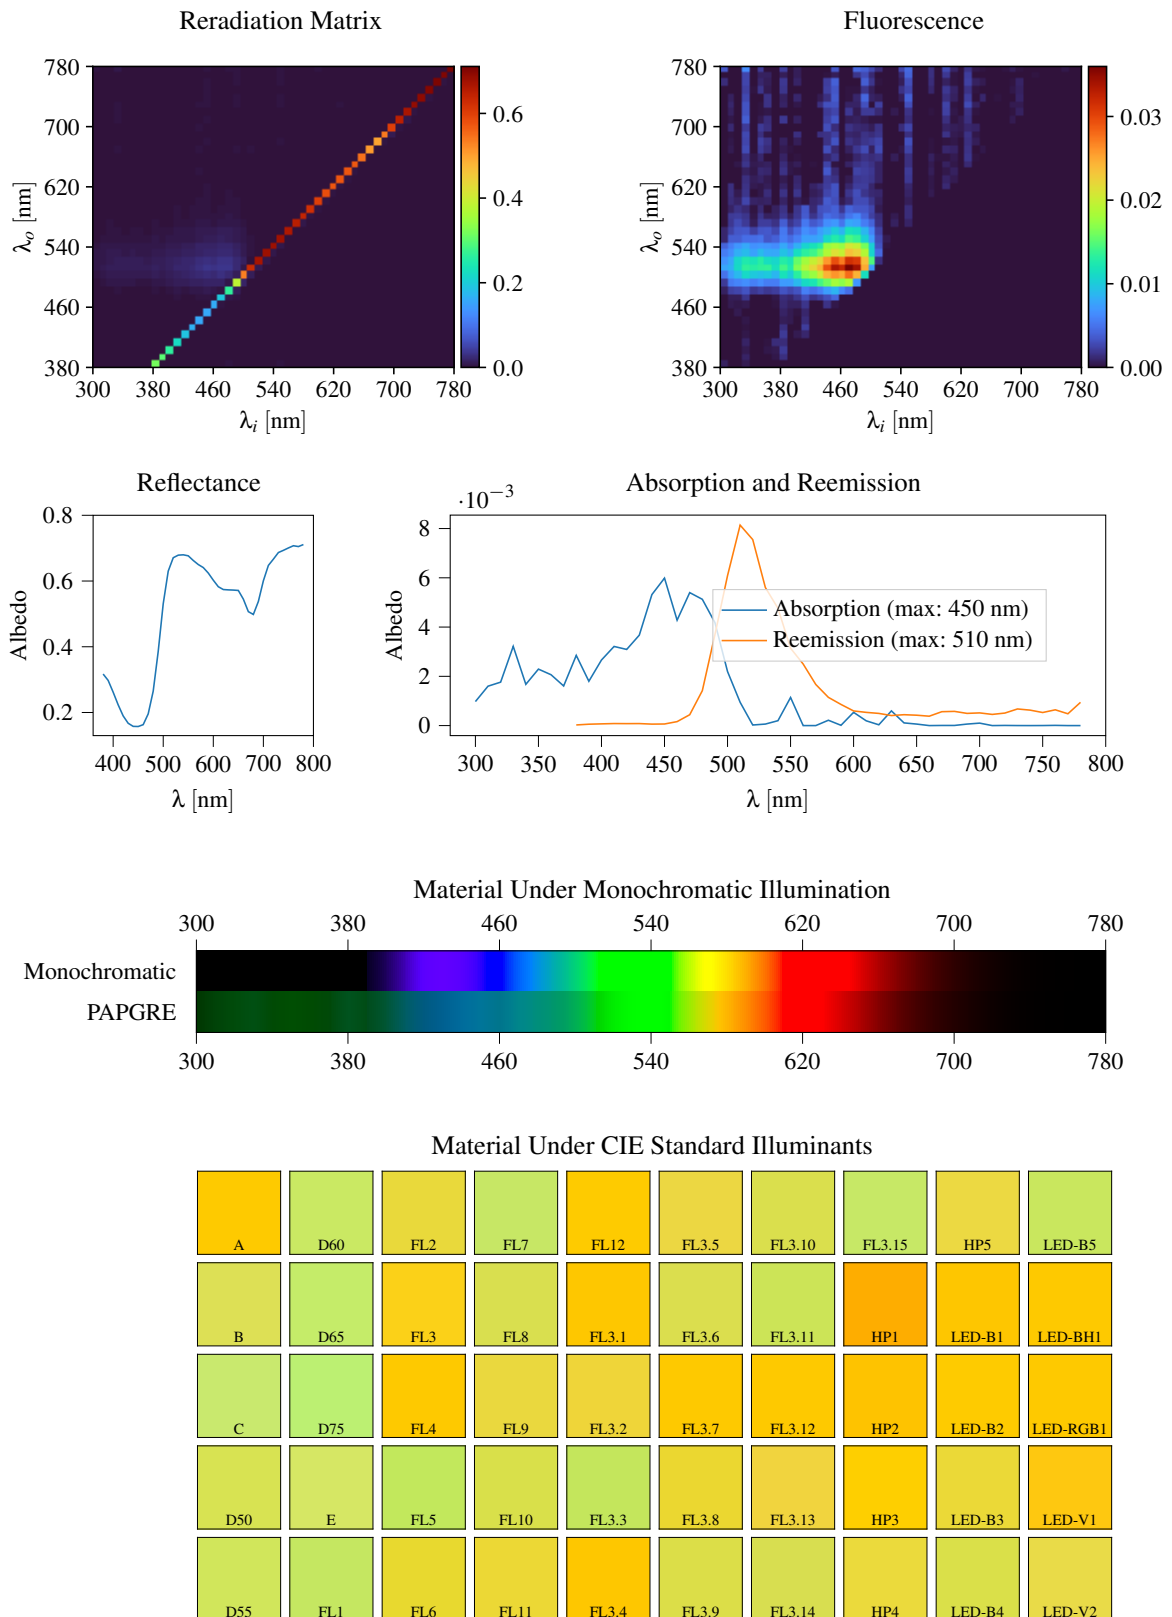 Reradiation Matrix
Fluorescence
780
700
620
540
460
380
λo [nm]
300 380 460 540 620 700 780
λi [nm]
0.6
0.4
0.2
0.0
780
700
620
540
460
380
λo [nm]
300 380 460 540 620 700 780
λi [nm]
0.03
0.02
0.01
0.00
Reflectance
0.8
0.6
0.4
0.2
Albedo
400 500 600 700 800
λ [nm]
Absorption and Reemission
·10−3
8
6
4
2
0
Albedo
Absorption (max: 450 nm)
Reemission (max: 510 nm)
300 350 400 450 500 550 600 650 700 750 800
λ [nm]
Material Under Monochromatic Illumination
300 380 460 540 620 700 780
Monochromatic
PAPGRE
300 380 460 540 620 700 780
Material Under CIE Standard Illuminants
A D60 FL2 FL7 FL12 FL3.5 FL3.10 FL3.15 HP5 LED-B5
B D65 FL3 FL8 FL3.1 FL3.6 FL3.11 HP1 LED-B1 LED-BH1
C D75 FL4 FL9 FL3.2 FL3.7 FL3.12 HP2 LED-B2 LED-RGB1
D50 E FL5 FL10 FL3.3 FL3.8 FL3.13 HP3 LED-B3 LED-V1
D55 FL1 FL6 FL11 FL3.4 FL3.9 FL3.14 HP4 LED-B4 LED-V2